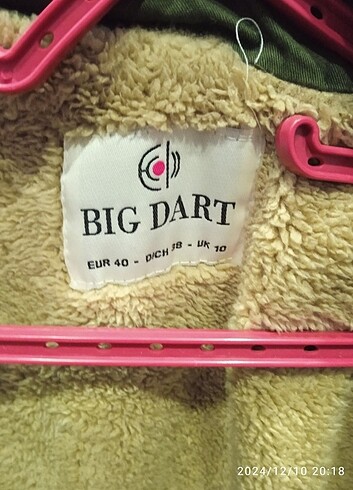 BIG DART
EUR 40 - D/CH 38 - UK 10
2024/12/10 20:18